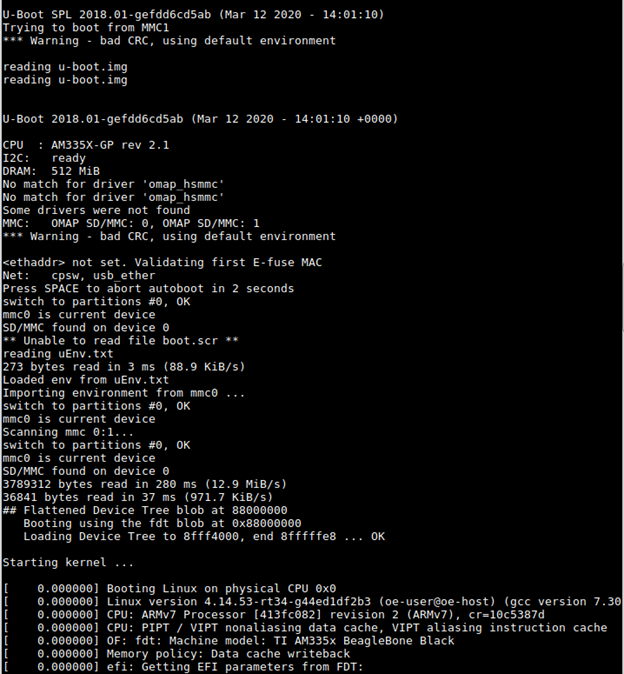 U-Boot SPL 2018.01-gefdd6cd5ab (Mar 12 2020 - 14:01:10)
Trying to boot from MMC1
*** Warning - bad CRC, using default environment
reading u-boot.img
reading u-boot.img
U-Boot 2018.01-gefdd6cd5ab (Mar 12 2020 - 14:01:10 +0000)
CPU  : AM335X-GP rev 2.1
I2C:   ready
DRAM:  512 MiB
No match for driver 'omap_hsmmc'
No match for driver 'omap_hsmmc'
Some drivers were not found
MMC:   OMAP SD/MMC: 0, OMAP SD/MMC: 1
*** Warning - bad CRC, using default environment
<ethaddr> not set. Validating first E-fuse MAC
Net:   cpsw, usb_ether
Press SPACE to abort autoboot in 2 seconds
switch to partitions #0, OK
mmc0 is current device
SD/MMC found on device 0
** Unable to read file boot.scr **
reading uEnv.txt
273 bytes read in 3 ms (88.9 KiB/s)
Loaded env from uEnv.txt
Importing environment from mmc0 ...
switch to partitions #0, OK
mmc0 is current device
Scanning mmc 0:1...
switch to partitions #0, OK
mmc0 is current device
SD/MMC found on device 0
3789312 bytes read in 280 ms (12.9 MiB/s)
36841 bytes read in 37 ms (971.7 KiB/s)
## Flattened Device Tree blob at 88000000
   Booting using the fdt blob at 0x88000000
   Loading Device Tree to 8fff4000, end 8fffffe8 ... OK
Starting kernel ...
[    0.000000] Booting Linux on physical CPU 0x0
[    0.000000] Linux version 4.14.53-rt34-g44ed1df2b3 (oe-user@oe-host) (gcc version 7.30
[    0.000000] CPU: ARMv7 Processor [413fc082] revision 2 (ARMv7), cr=10c5387d
[    0.000000] CPU: PIPT / VIPT nonaliasing data cache, VIPT aliasing instruction cache
[    0.000000] OF: fdt: Machine model: TI AM335x BeagleBone Black
[    0.000000] Memory policy: Data cache writeback
[    0.000000] efi: Getting EFI parameters from FDT: